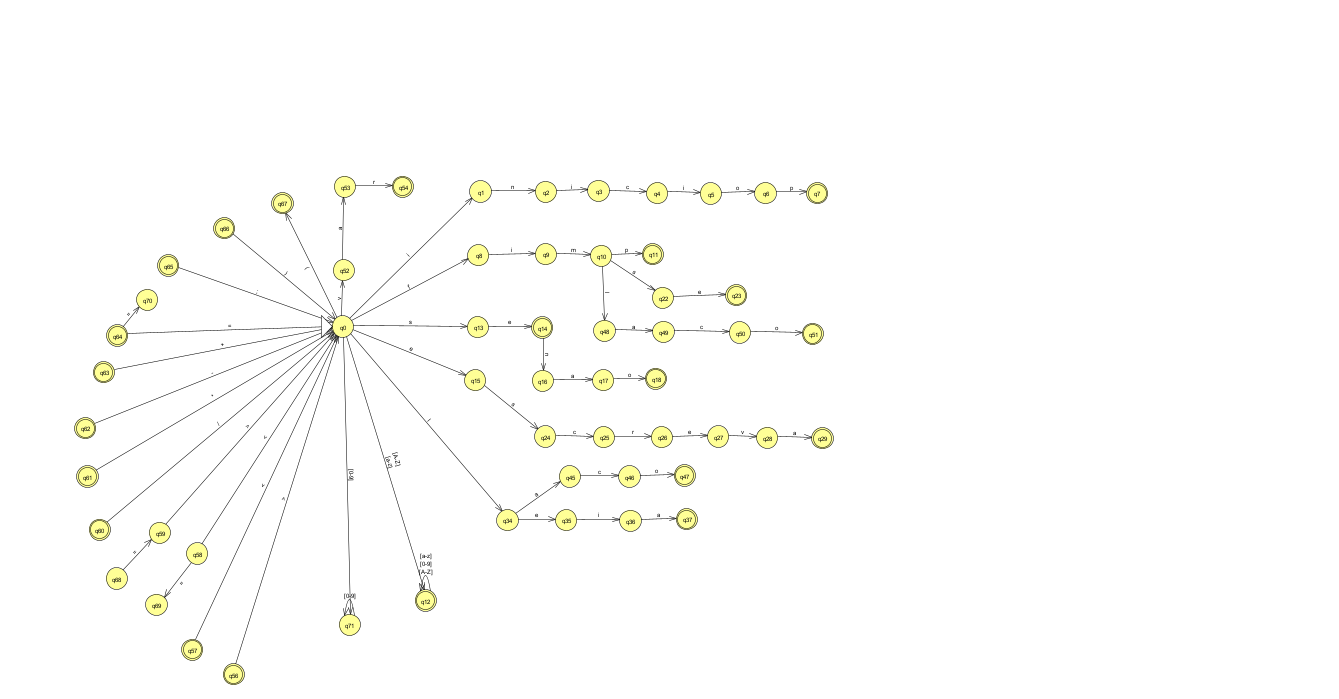 q53 r q54
q1 n q2 i q3 c q4 i q5 o q6 p q7
q67
q66
a
q8 i q9 m q10 p q11
i
q65
q52
f
q70
q22 e q23
v
q64
=
q0 s q13 e q14
q48 a q49 c q50 o q51
q63
+
e
q15
q16 a q17 o q18
q62
q24 c q25 r q26 e q27 v q28 a q29
q61
[A-Z]
[a-z]
[0-9]
a
q45 c q46 o q47
q34 e q35 i q36 a q37
q60
q59
q58
[a-z]
[0-9]
[A-Z]
q68
q69
[0-9]
q12
q71
q57
q56